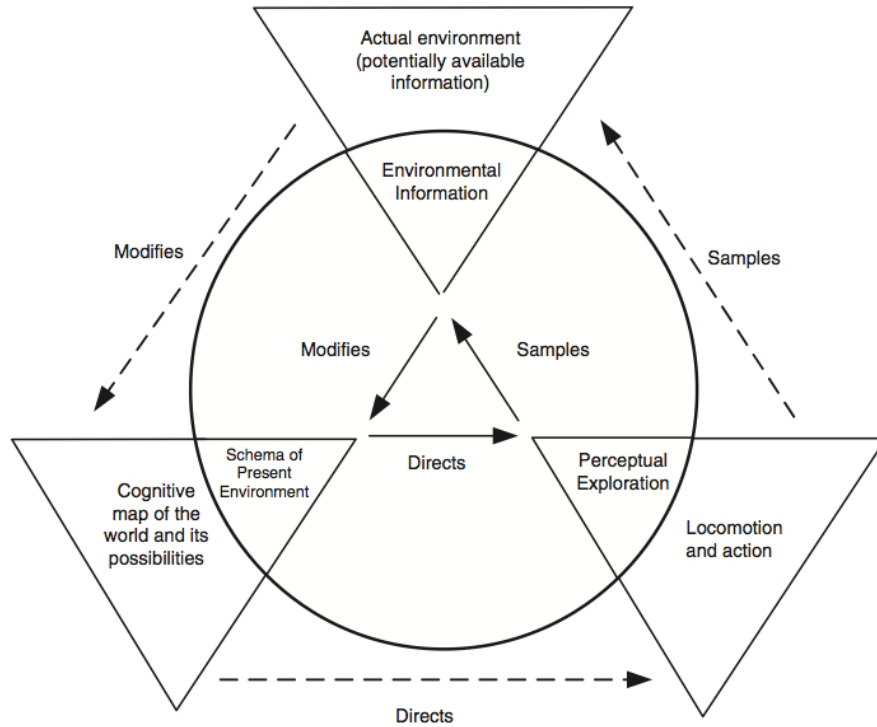 Actual environment
(potentially available
information)
Environmental
Information
Modifies
Samples
Modifies
Samples
Schema of
Present
Environment
Directs
Perceptual
Exploration
Cognitive
map of the
world and its
possibilities
Locomotion
and action
Directs